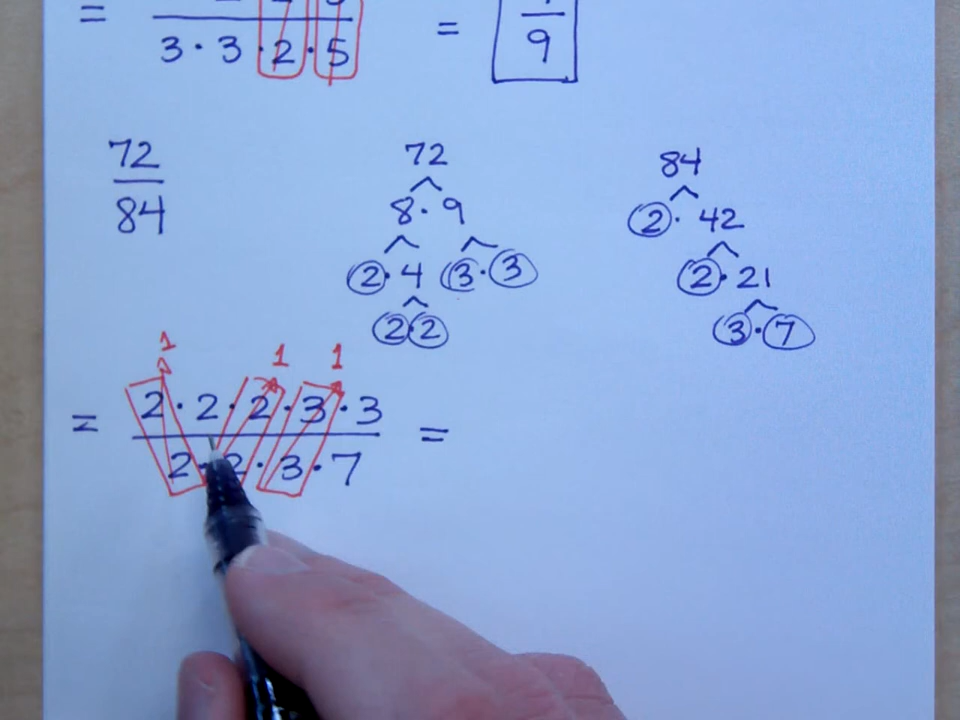 =
3 · 3 · 2 · 5 = 9
72
84
72
8 · 9
2 · 4 3 · 3
2 · 2
84
2 · 42
2 · 21
3 · 7
1 1 1
2 · 2 · 2 · 3 · 3
= =
2 · 2 · 3 · 7